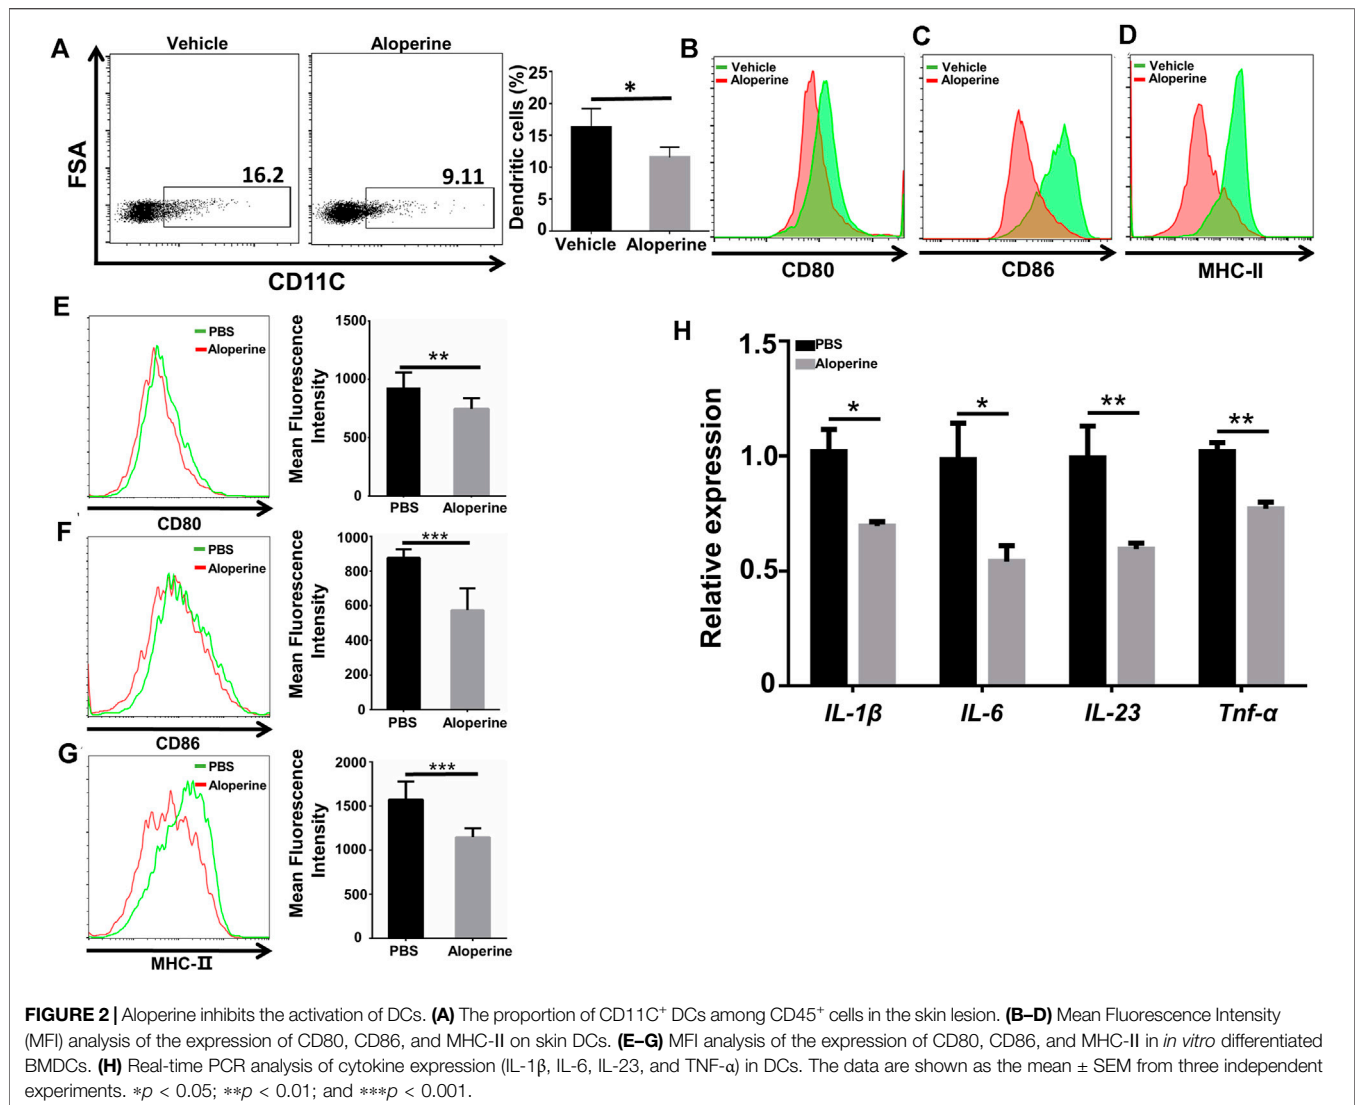 A
Vehicle
Aloperine
FSA
16.2
9.11
CD11C
Dendritic cells (%)
25
20
15
10
5
0
*
Vehicle Aloperine
B
Vehicle
Aloperine
CD80
C
Vehicle
Aloperine
CD86
D
Vehicle
Aloperine
MHC-II
E
PBS
Aloperine
CD80
Mean Fluorescence
Intensity
1500
1000
500
0
**
PBS Aloperine
F
PBS
Aloperine
CD86
Mean Fluorescence
Intensity
1000
800
600
400
200
0
***
PBS Aloperine
G
PBS
Aloperine
MHC-II
Mean Fluorescence
Intensity
2000
1500
1000
500
0
***
PBS Aloperine
H
PBS
Aloperine
Relative expression
1.5
1.0
0.5
0
* * ** **
IL-1β IL-6 IL-23 Tnf-α
FIGURE 2 | Aloperine inhibits the activation of DCs. (A) The proportion of CD11C+ DCs among CD45+ cells in the skin lesion. (B–D) Mean Fluorescence Intensity
(MFI) analysis of the expression of CD80, CD86, and MHC-II on skin DCs. (E–G) MFI analysis of the expression of CD80, CD86, and MHC-II in in vitro differentiated
BMDCs. (H) Real-time PCR analysis of cytokine expression (IL-1β, IL-6, IL-23, and TNF-α) in DCs. The data are shown as the mean ± SEM from three independent
experiments. *p < 0.05; **p < 0.01; and ***p < 0.001.